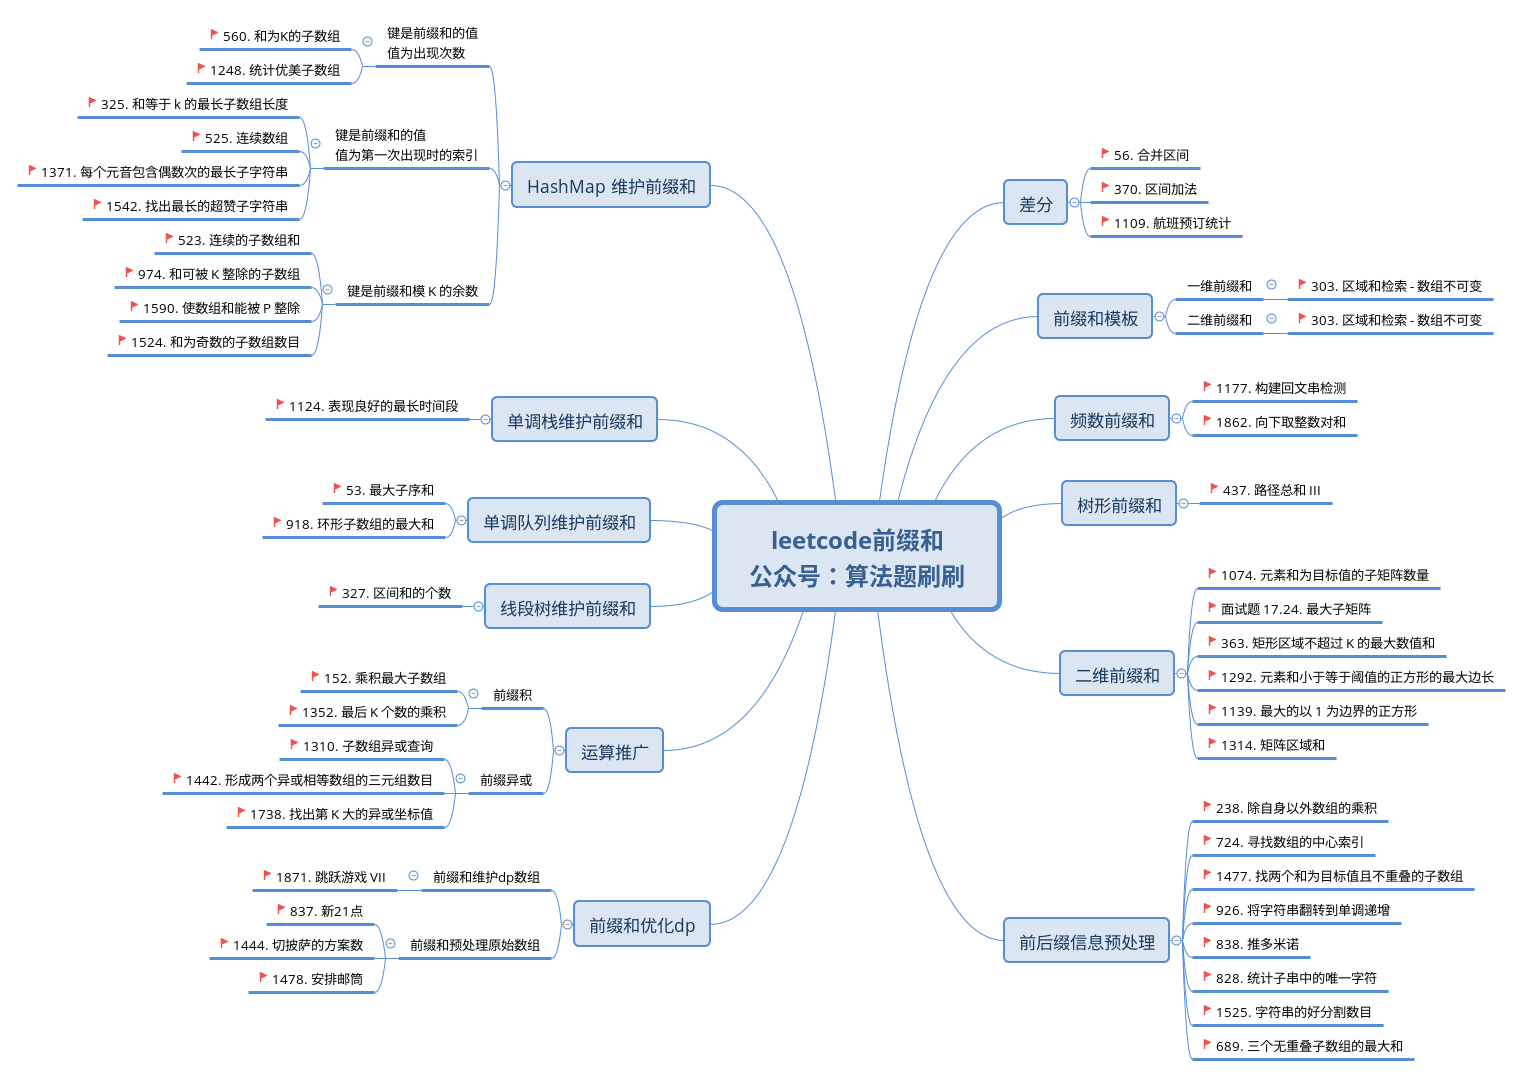 leetcode前缀和
公众号：算法题刷刷
HashMap 维护前缀和
键是前缀和的值
值为出现次数
560. 和为K的子数组
1248. 统计优美子数组
键是前缀和的值
值为第一次出现时的索引
325. 和等于 k 的最长子数组长度
525. 连续数组
1371. 每个元音包含偶数次的最长子字符串
1542. 找出最长的超赞子字符串
键是前缀和模 K 的余数
523. 连续的子数组和
974. 和可被 K 整除的子数组
1590. 使数组和能被 P 整除
1524. 和为奇数的子数组数目
单调栈维护前缀和
1124. 表现良好的最长时间段
单调队列维护前缀和
53. 最大子序和
918. 环形子数组的最大和
线段树维护前缀和
327. 区间和的个数
运算推广
前缀积
152. 乘积最大子数组
1352. 最后 K 个数的乘积
前缀异或
1310. 子数组异或查询
1442. 形成两个异或相等数组的三元组数目
1738. 找出第 K 大的异或坐标值
前缀和优化dp
前缀和维护dp数组
1871. 跳跃游戏 VII
前缀和预处理原始数组
837. 新21点
1444. 切披萨的方案数
1478. 安排邮筒
差分
56. 合并区间
370. 区间加法
1109. 航班预订统计
前缀和模板
一维前缀和
303. 区域和检索 - 数组不可变
二维前缀和
303. 区域和检索 - 数组不可变
频数前缀和
1177. 构建回文串检测
1862. 向下取整数对和
树形前缀和
437. 路径总和 III
二维前缀和
1074. 元素和为目标值的子矩阵数量
面试题 17.24. 最大子矩阵
363. 矩形区域不超过 K 的最大数值和
1292. 元素和小于等于阈值的正方形的最大边长
1139. 最大的以 1 为边界的正方形
1314. 矩阵区域和
前后缀信息预处理
238. 除自身以外数组的乘积
724. 寻找数组的中心索引
1477. 找两个和为目标值且不重叠的子数组
926. 将字符串翻转到单调递增
838. 推多米诺
828. 统计子串中的唯一字符
1525. 字符串的好分割数目
689. 三个无重叠子数组的最大和